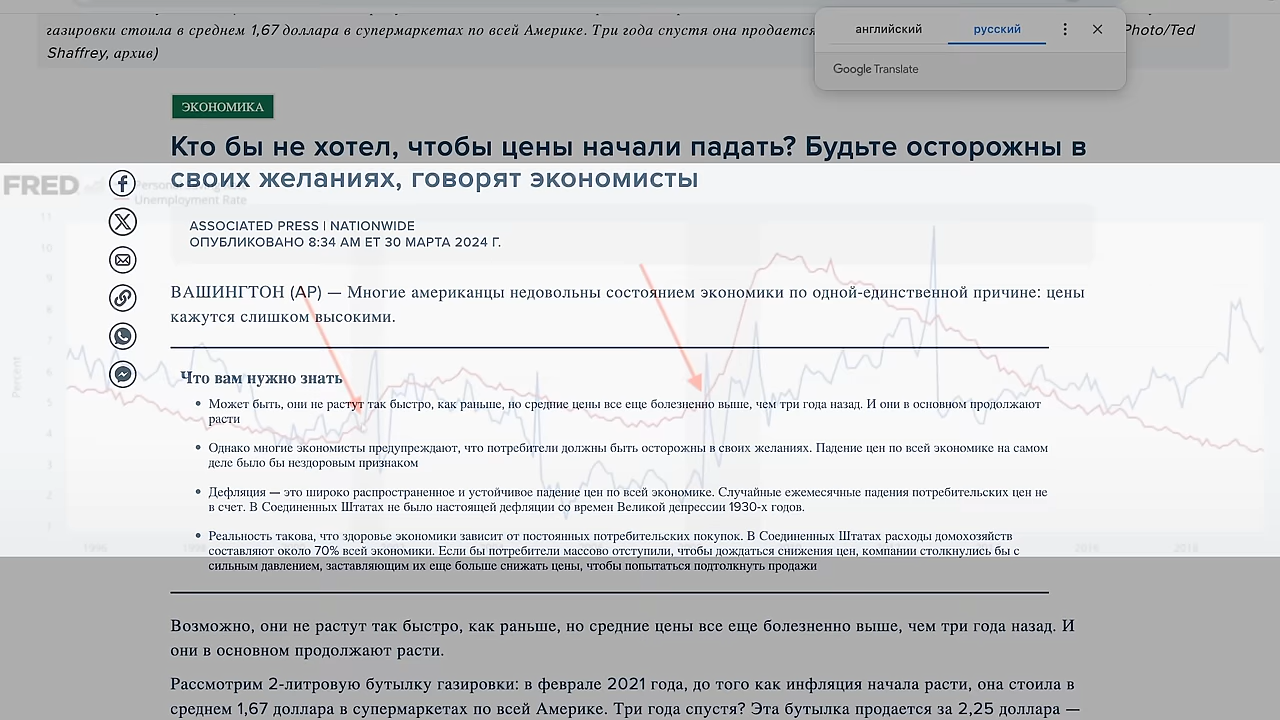 газировки стоила в среднем 1,67 доллара в супермаркетах по всей Америке. Три года спустя она продается
Photo/Ted
Shaffrey, архив)
английский
русский
Google Translate
ЭКОНОМИКА
Кто бы не хотел, чтобы цены начали падать? Будьте осторожны в
своих желаниях, говорят экономисты
FRED
Unemployment Rate
ASSOCIATED PRESS | NATIONWIDE
ОПУБЛИКОВАНО 8:34 AM ET 30 МАРТА 2024 Г.
ВАШИНГТОН (AP) — Многие американцы недовольны состоянием экономики по одной-единственной причине: цены
кажутся слишком высокими.
Что вам нужно знать
Может быть, они не растут так быстро, как раньше, но средние цены все еще болезненно выше, чем три года назад. И они в основном продолжают
расти
Однако многие экономисты предупреждают, что потребители должны быть осторожны в своих желаниях. Падение цен по всей экономике на самом
деле было бы нездоровым признаком
Дефляция — это широко распространенное и устойчивое падение цен по всей экономике. Случайные ежемесячные падения потребительских цен не
в счет. В Соединенных Штатах не было настоящей дефляции со времен Великой депрессии 1930-х годов.
Реальность такова, что здоровье экономики зависит от постоянных потребительских покупок. В Соединенных Штатах расходы домохозяйств
составляют около 70% всей экономики. Если бы потребители массово отступили, чтобы дождаться снижения цен, компании столкнулись бы с
сильным давлением, заставляющим их еще больше снижать цены, чтобы попытаться подтолкнуть продажи
Percent
11
10
9
8
7
6
5
4
3
2
1
Возможно, они не растут так быстро, как раньше, но средние цены все еще болезненно выше, чем три года назад. И
они в основном продолжают расти.
Рассмотрим 2-литровую бутылку газировки: в феврале 2021 года, до того как инфляция начала расти, она стоила в
среднем 1,67 доллара в супермаркетах по всей Америке. Три года спустя? Эта бутылка продается за 2,25 доллара —